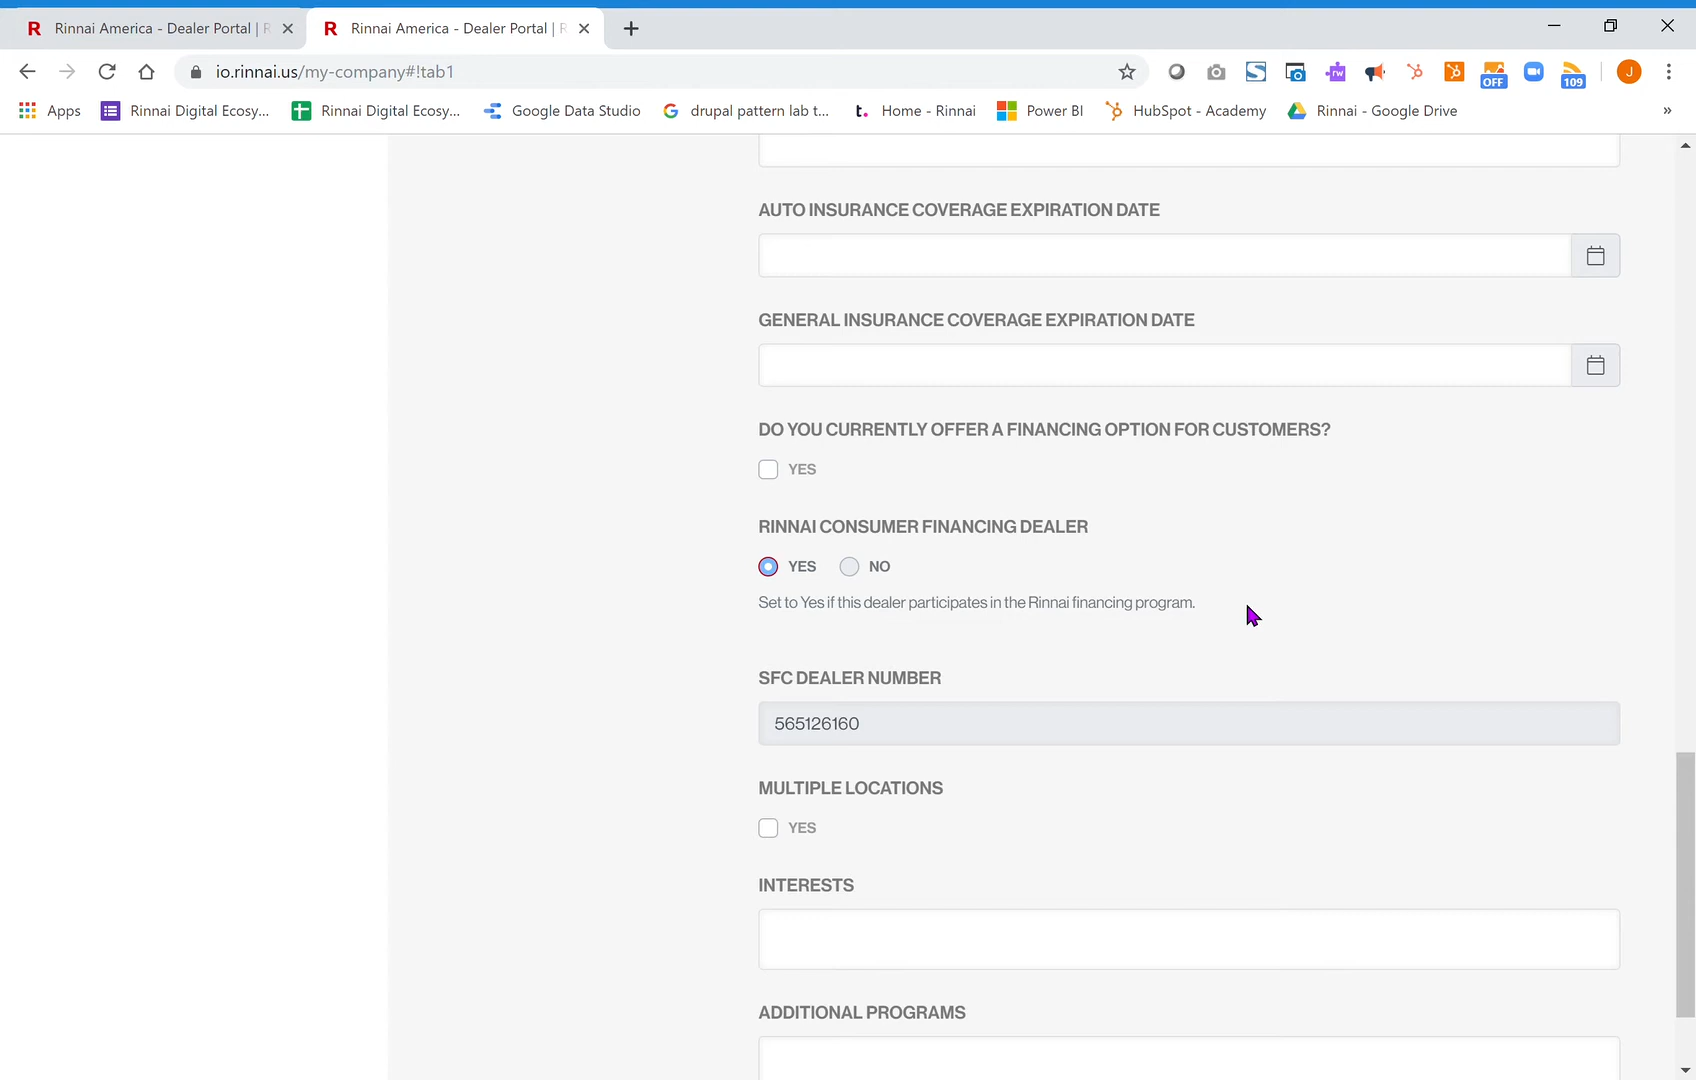 R Rinnai America - Dealer Portal | R
R Rinnai America - Dealer Portal | R
io.rinnai.us/my-company#!tab1
OFF
109
J
Apps
Rinnai Digital Ecosy...
Rinnai Digital Ecosy...
Google Data Studio
drupal pattern lab t...
t. Home - Rinnai
Power BI
HubSpot - Academy
Rinnai - Google Drive
»
AUTO INSURANCE COVERAGE EXPIRATION DATE
GENERAL INSURANCE COVERAGE EXPIRATION DATE
DO YOU CURRENTLY OFFER A FINANCING OPTION FOR CUSTOMERS?
YES
RINNAI CONSUMER FINANCING DEALER
YES NO
Set to Yes if this dealer participates in the Rinnai financing program.
SFC DEALER NUMBER
565126160
MULTIPLE LOCATIONS
YES
INTERESTS
ADDITIONAL PROGRAMS